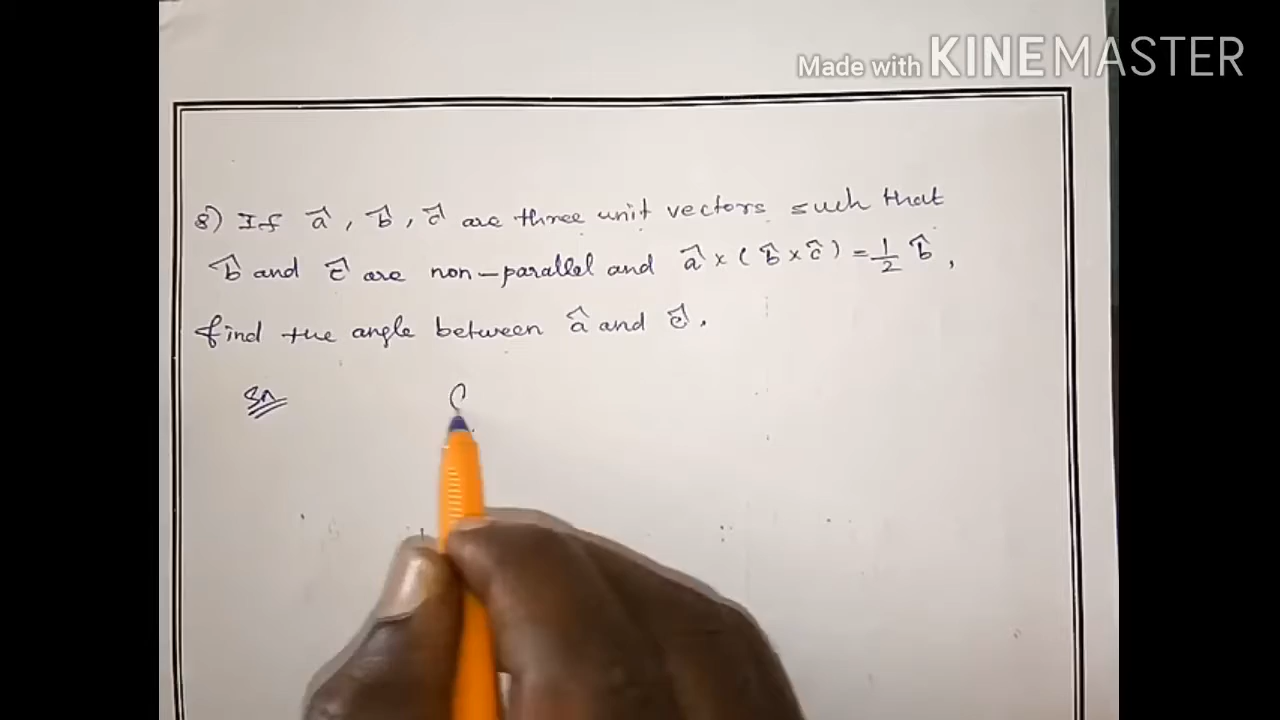 Made with KINEMASTER
8) If a⃗, b⃗, c⃗ are three unit vectors such that
b⃗ and c⃗ are non-parallel and a⃗ × (b⃗ × c⃗) = 1/2 b⃗,
find the angle between a⃗ and c⃗.